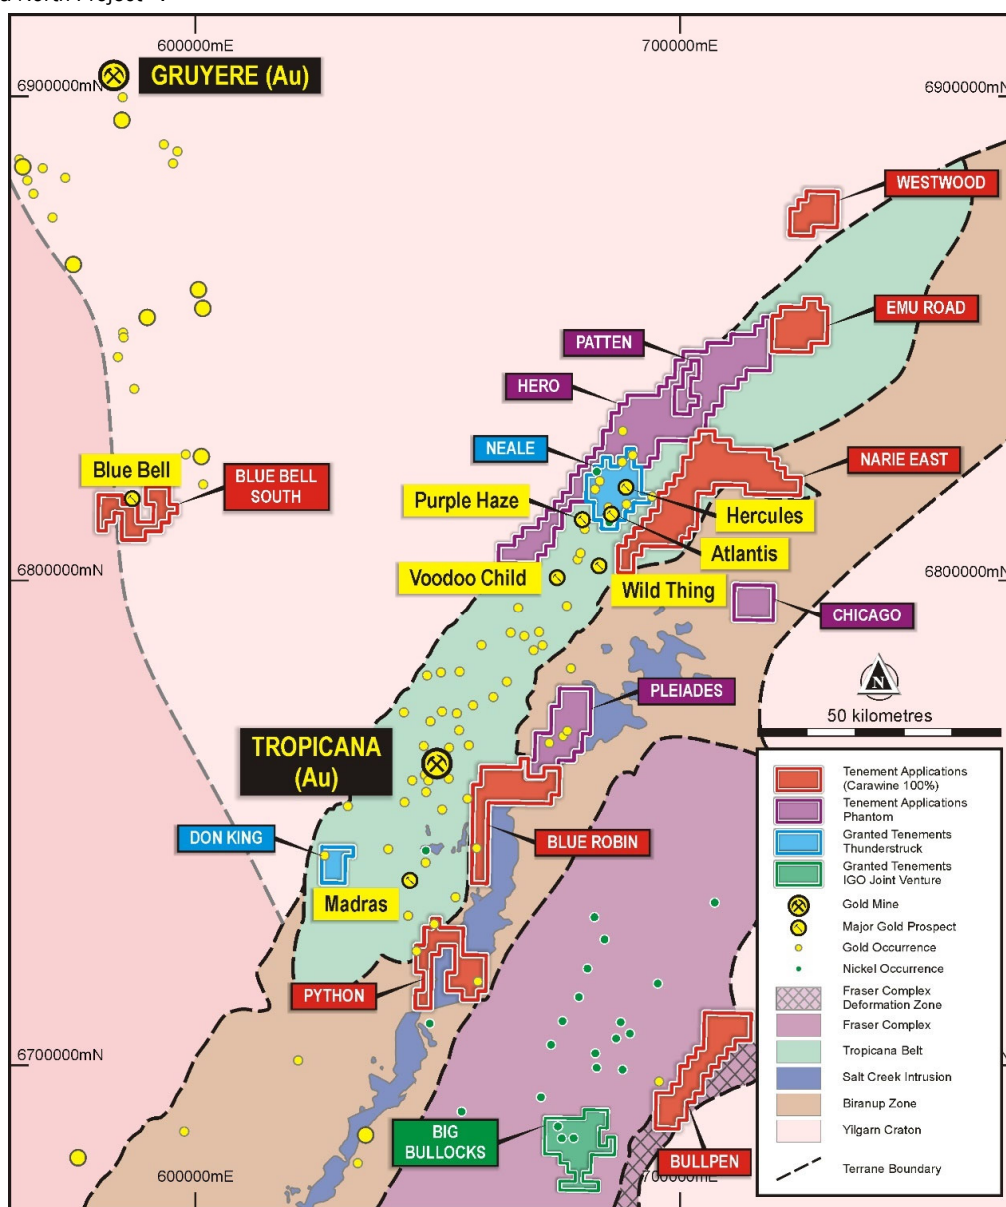 North Project
600000mE
700000mE
GRUYERE (Au)
6900000mN
6900000mN
WESTWOOD
EMU ROAD
PATTEN
HERO
NEALE
NARIE EAST
Blue Bell
BLUE BELL
SOUTH
Purple Haze
Hercules
Atlantis
Voodoo Child
Wild Thing
6800000mN
6800000mN
CHICAGO
N
PLEIADES
50 kilometres
TROPICANA
(Au)
DON KING
BLUE ROBIN
Madras
PYTHON
6700000mN
BIG
BULLOCKS
BULLPEN
600000mE
700000mE
Tenement Applications
(Carawine 100%)
Tenement Applications
Phantom
Granted Tenements
Thunderstruck
Granted Tenements
IGO Joint Venture
Gold Mine
Major Gold Prospect
Gold Occurrence
Nickel Occurrence
Fraser Complex
Deformation Zone
Fraser Complex
Tropicana Belt
Salt Creek Intrusion
Biranup Zone
Yilgarn Craton
Terrane Boundary